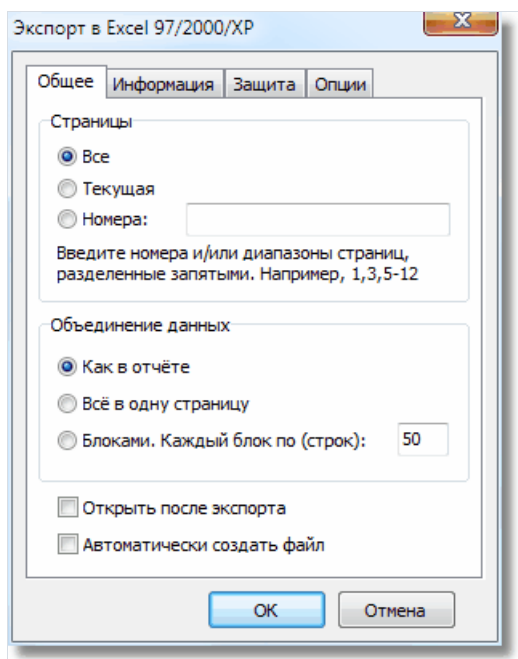 Экспорт в Excel 97/2000/XP
Общее Информация Защита Опции
Страницы
Все
Текущая
Номера:
Введите номера и/или диапазоны страниц,
разделенные запятыми. Например, 1,3,5-12
Объединение данных
Как в отчёте
Всё в одну страницу
Блоками. Каждый блок по (строк): 50
Открыть после экспорта
Автоматически создать файл
ОК Отмена